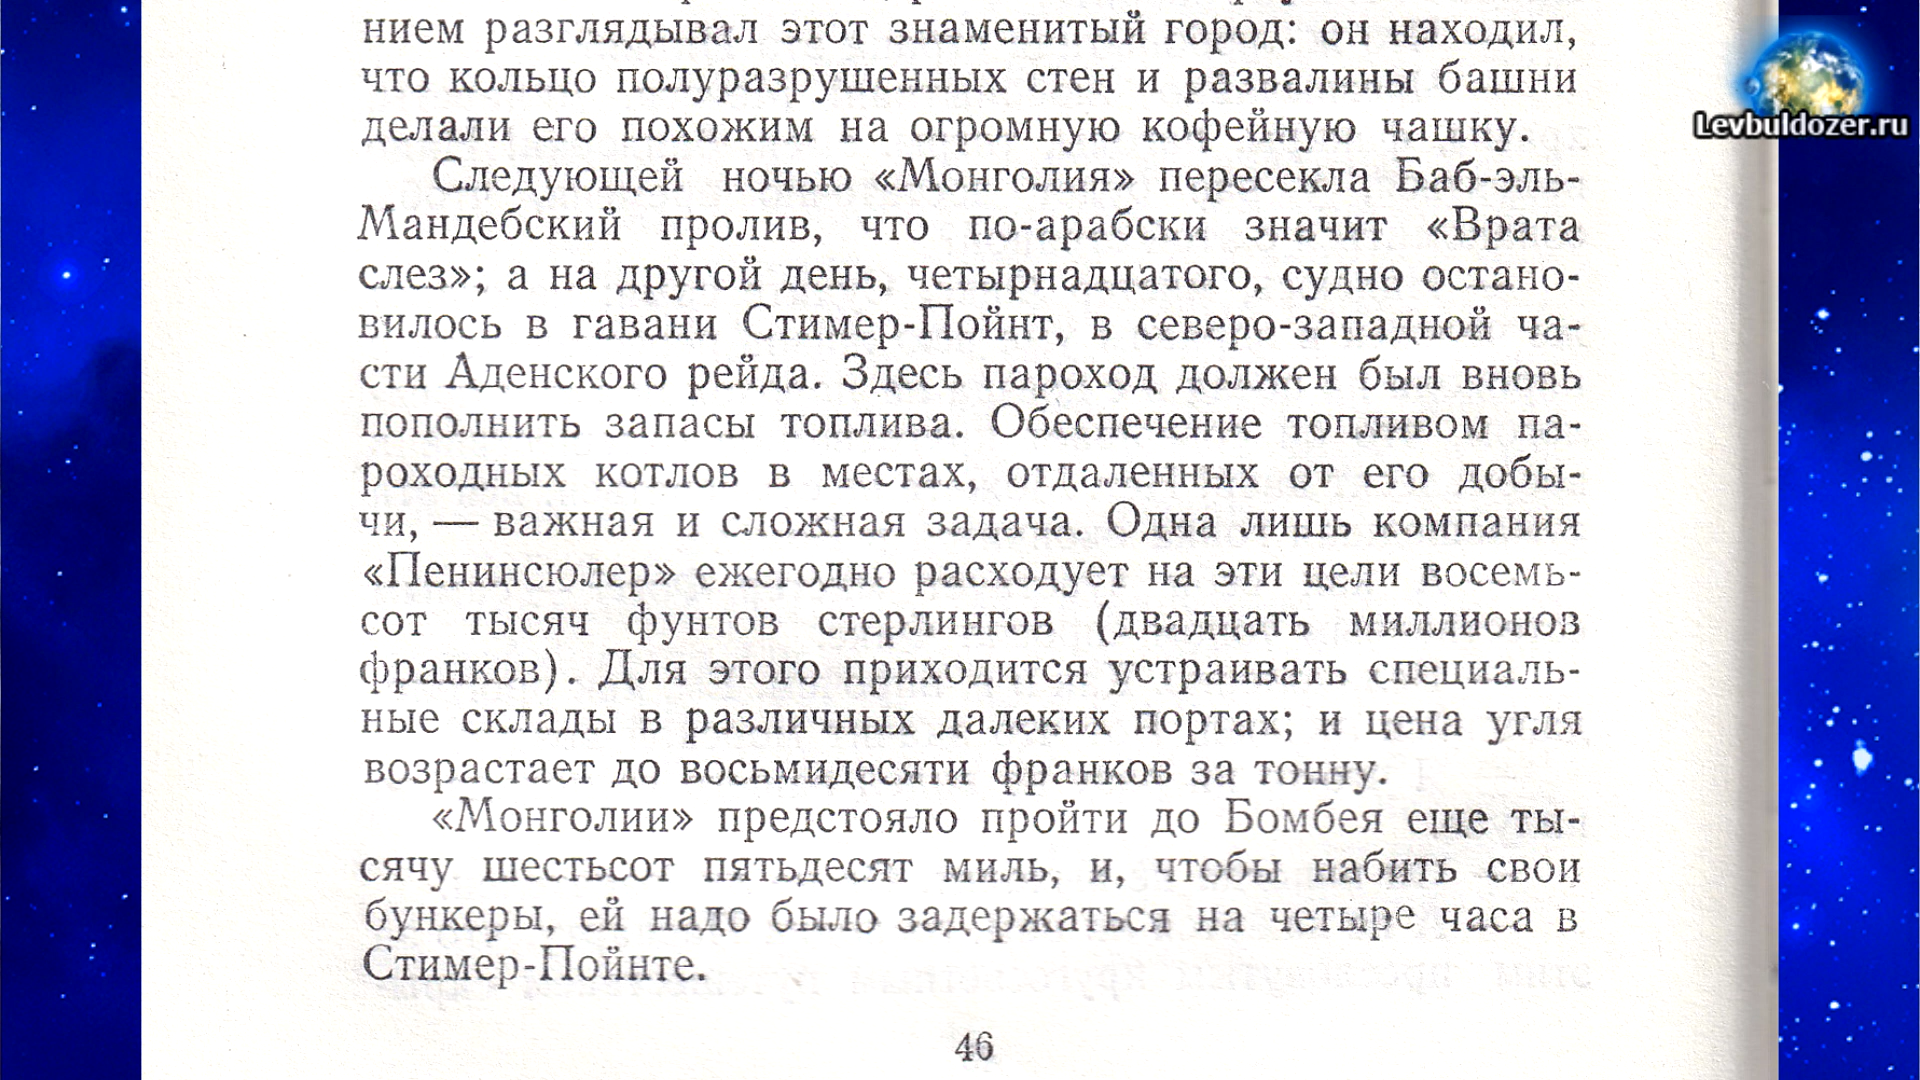 нием разглядывал этот знаменитый город: он находил,
что кольцо полуразрушенных стен и развалины башни
делали его похожим на огромную кофейную чашку.
Следующей ночью «Монголия» пересекла Баб-эль-
Мандебский пролив, что по-арабски значит «Врата
слез»; а на другой день, четырнадцатого, судно остано-
вилось в гавани Стимер-Пойнт, в северо-западной ча-
сти Аденского рейда. Здесь пароход должен был вновь
пополнить запасы топлива. Обеспечение топливом па-
роходных котлов в местах, отдаленных от его добы-
чи, — важная и сложная задача. Одна лишь компания
«Пенинсюлер» ежегодно расходует на эти цели восемь-
сот тысяч фунтов стерлингов (двадцать миллионов
франков). Для этого приходится устраивать специаль-
ные склады в различных далеких портах; и цена угля
возрастает до восьмидесяти франков за тонну.
«Монголии» предстояло пройти до Бомбея еще ты-
сячу шестьсот пятьдесят миль, и, чтобы набить свои
бункеры, ей надо было задержаться на четыре часа в
Стимер-Пойнте.
46
Levbuldozer.ru